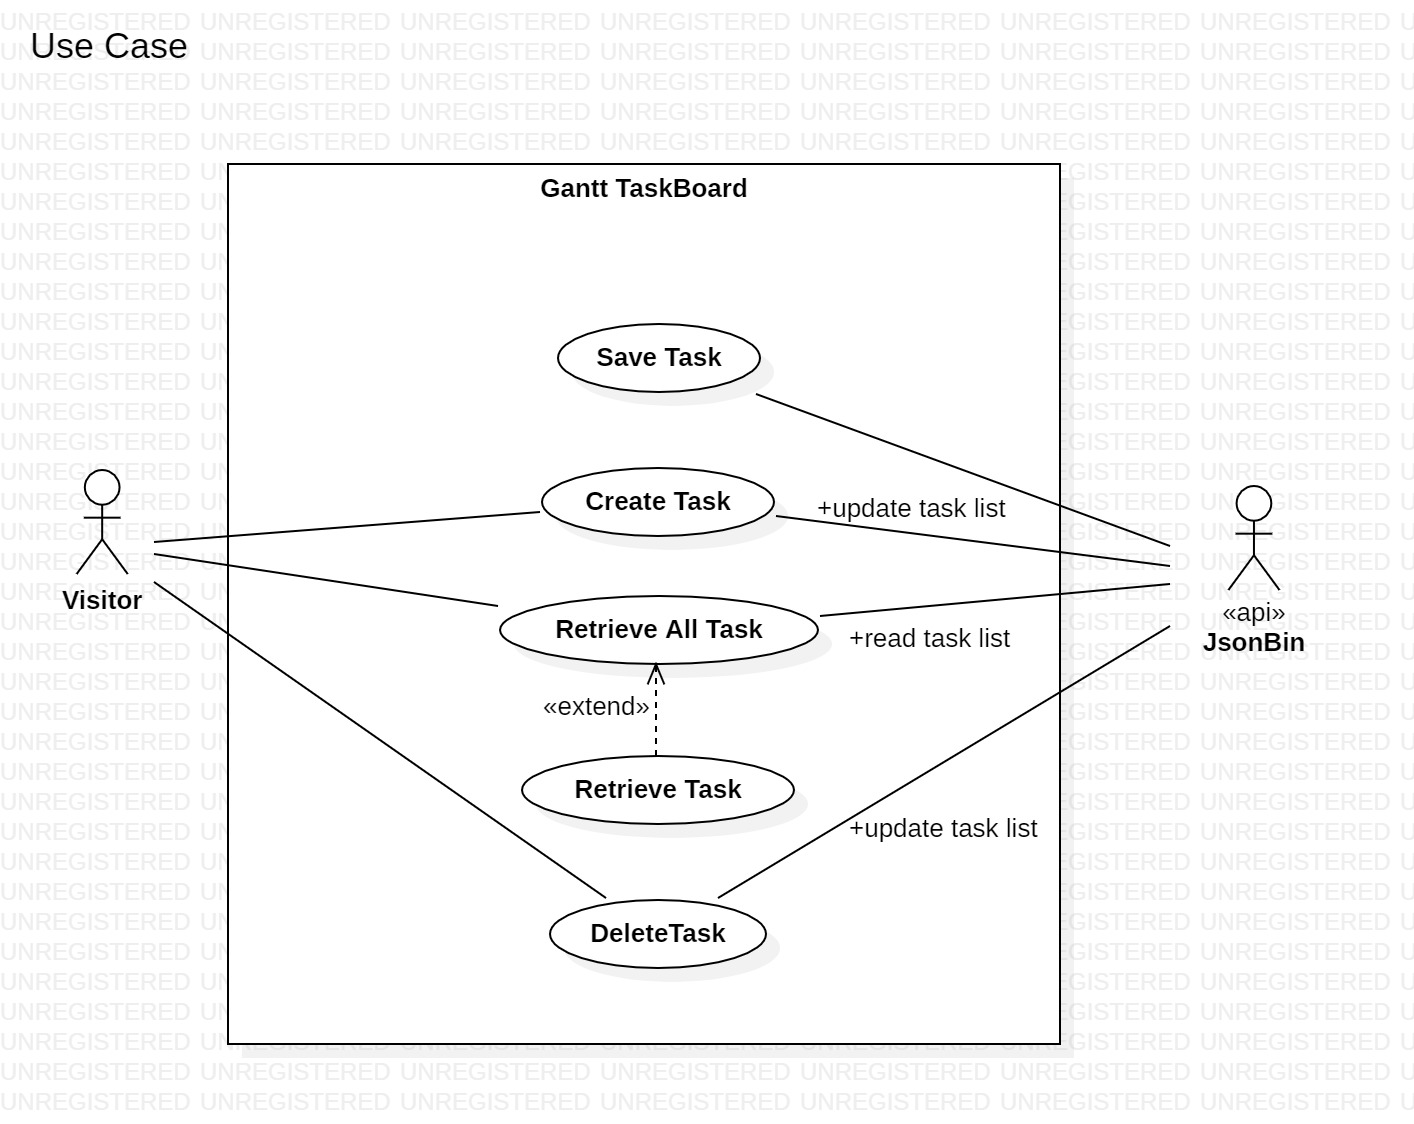 Use Case
Gantt TaskBoard
Save Task
Create Task
+update task list
Visitor
«api»
JsonBin
Retrieve All Task
+read task list
«extend»
Retrieve Task
+update task list
DeleteTask
UNREGISTERED